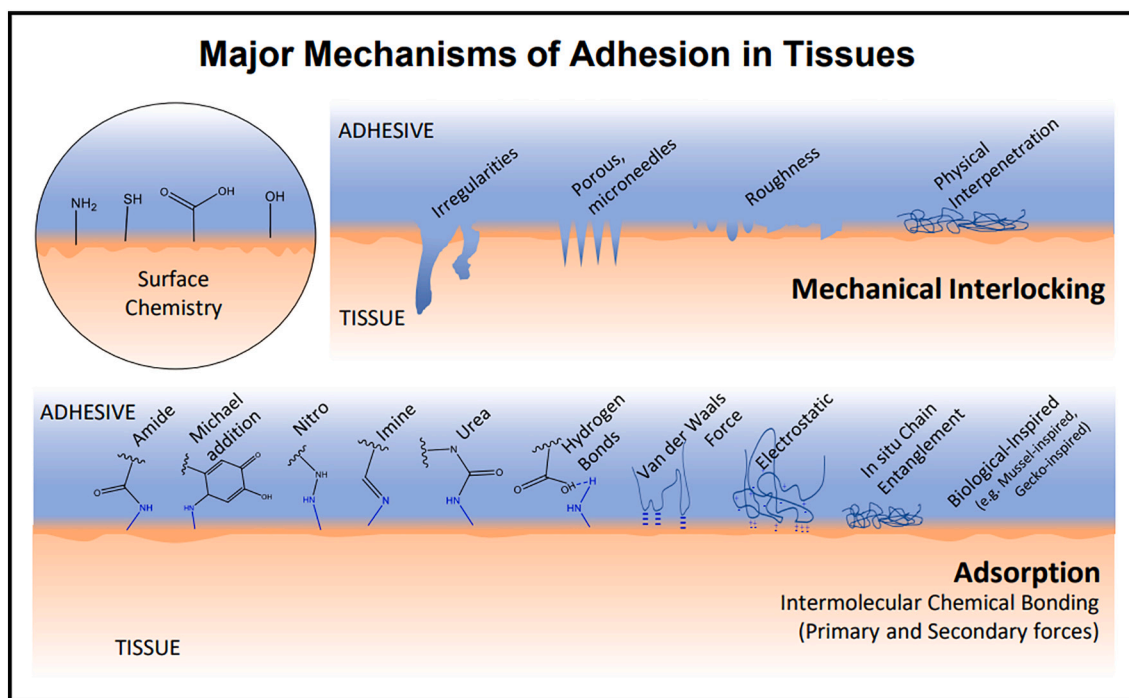 Major Mechanisms of Adhesion in Tissues
NH2
SH
O
OH
OH
Surface
Chemistry
ADHESIVE
Irregularities
Porous,
microneedles
Roughness
Physical
Interpenetration
Mechanical Interlocking
TISSUE
ADHESIVE
Amide
Michael
addition
Nitro
Imine
Urea
Hydrogen
Bonds
Van der Waals
Force
Electrostatic
In situ Chain
Entanglement
Biological-Inspired
(e.g. Mussel-inspired,
Gecko-inspired)
O
NH
O
OH
HN
NH
HN
N
N
O
HN
O
OH
H
HN
Adsorption
Intermolecular Chemical Bonding
(Primary and Secondary forces)
TISSUE